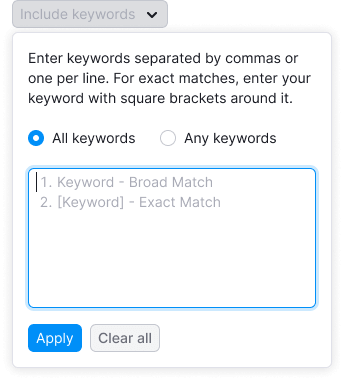 Include keywords
Enter keywords separated by commas or
one per line. For exact matches, enter your
keyword with square brackets around it.
All keywords
Any keywords
1. Keyword - Broad Match
2. [Keyword] - Exact Match
Apply
Clear all